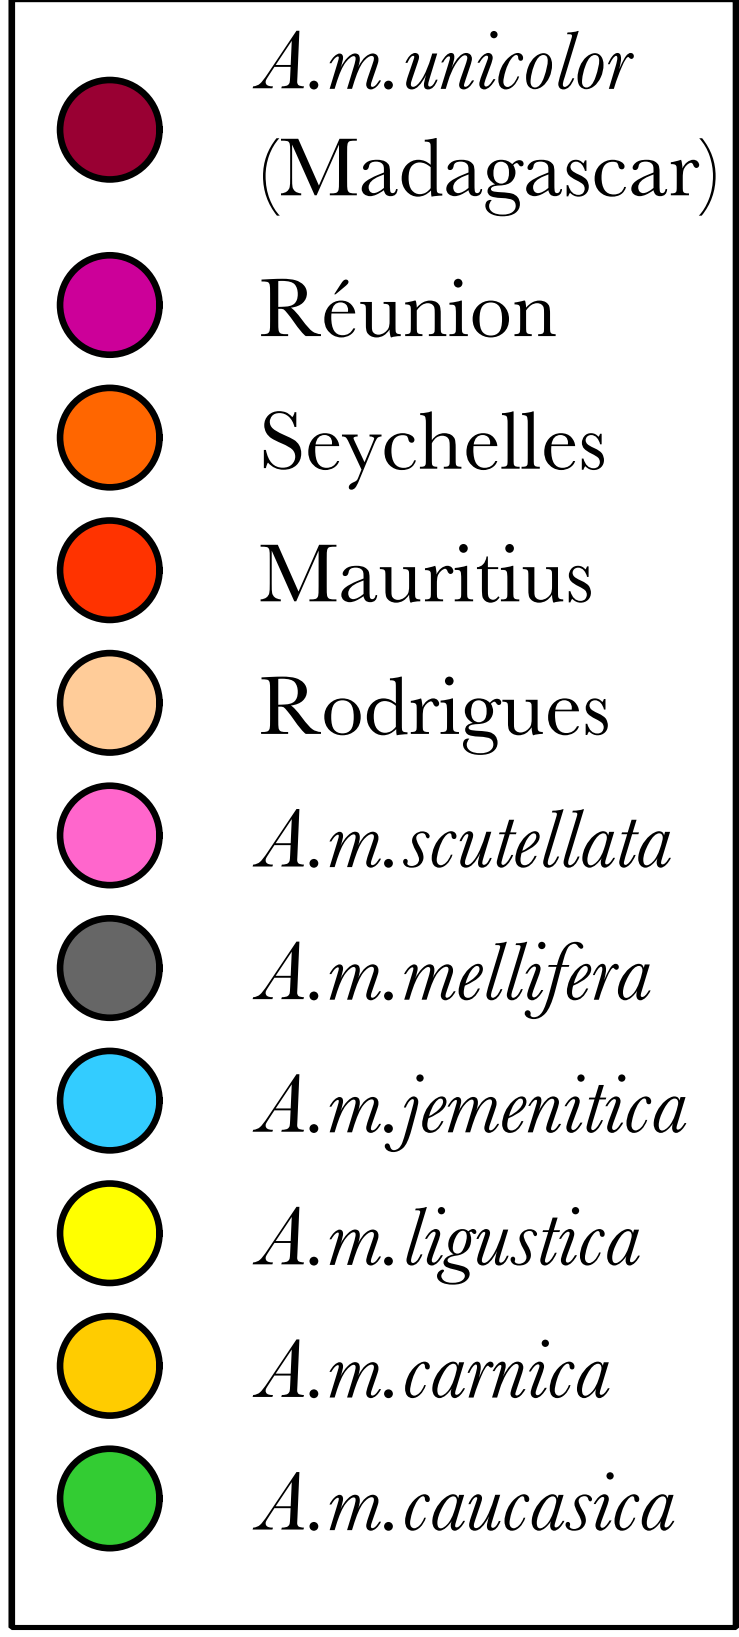 A.m.unicolor
(Madagascar)
Réunion
Seychelles
Mauritius
Rodrigues
A.m.scutellata
A.m.mellifera
A.m.jemenitica
A.m.ligustica
A.m.carnica
A.m.caucasica